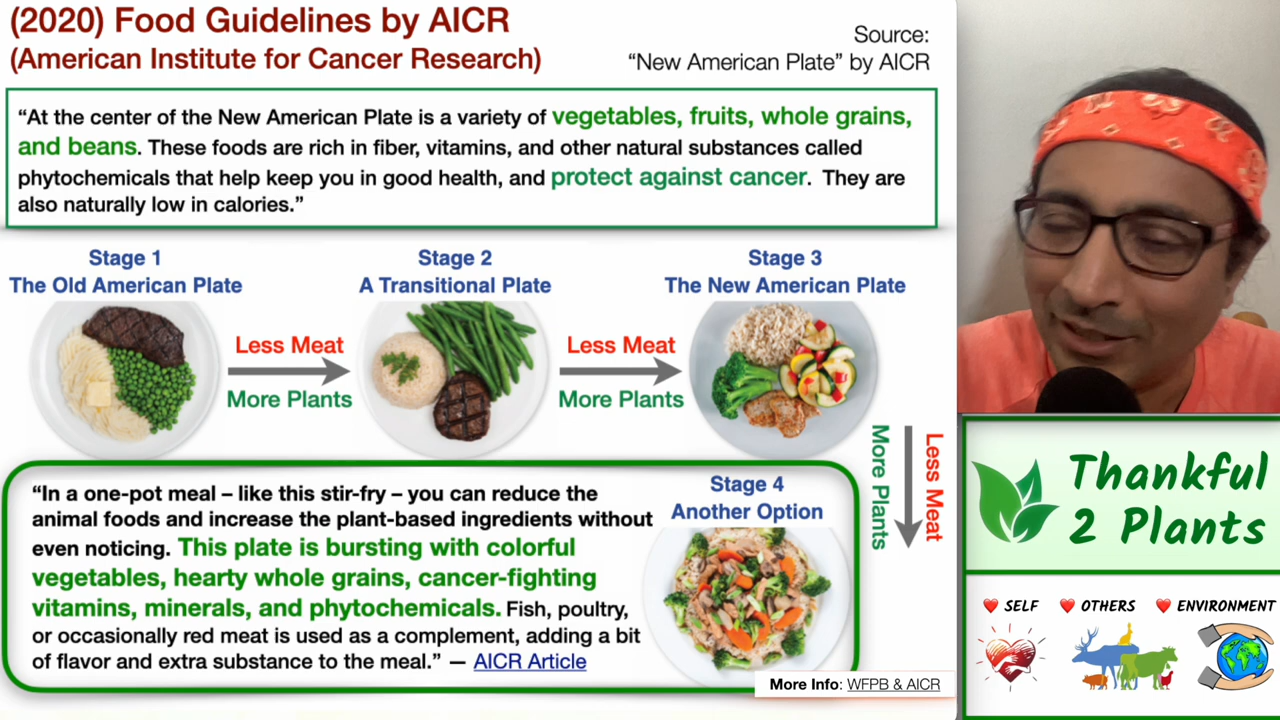 (2020) Food Guidelines by AICR
(American Institute for Cancer Research)
Source:
“New American Plate” by AICR
“At the center of the New American Plate is a variety of vegetables, fruits, whole grains,
and beans. These foods are rich in fiber, vitamins, and other natural substances called
phytochemicals that help keep you in good health, and protect against cancer. They are
also naturally low in calories.”
Stage 1
The Old American Plate
Less Meat
More Plants
Stage 2
A Transitional Plate
Less Meat
More Plants
Stage 3
The New American Plate
More Plants
Less Meat
“In a one-pot meal – like this stir-fry – you can reduce the
animal foods and increase the plant-based ingredients without
even noticing. This plate is bursting with colorful
vegetables, hearty whole grains, cancer-fighting
vitamins, minerals, and phytochemicals. Fish, poultry,
or occasionally red meat is used as a complement, adding a bit
of flavor and extra substance to the meal.” — AICR Article
Stage 4
Another Option
More Info: WFPB & AICR
Thankful
2 Plants
SELF
OTHERS
ENVIRONMENT